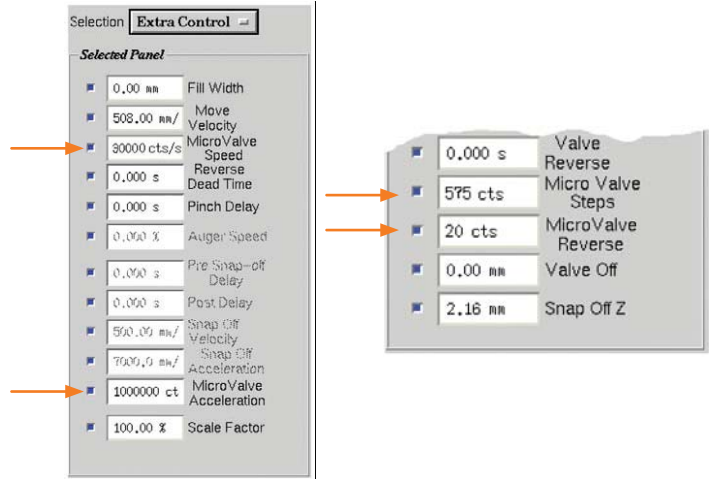 Selection Extra Control
Selected Panel
0.00 mm Fill Width
508.00 mm/ Move
Velocity
30000 cts/s MicroValve
Speed
0.000 s Reverse
Dead Time
0.000 s Pinch Delay
0.000 % Auger Speed
0.000 s Pre Snap-off
Delay
0.000 s Post Delay
500.00 mm/ Snap Off
Velocity
7000.0 mm/ Snap Off
Acceleration
1000000 ct MicroValve
Acceleration
100.00 % Scale Factor
0.000 s Valve
Reverse
575 cts Micro Valve
Steps
20 cts MicroValve
Reverse
0.00 mm Valve Off
2.16 mm Snap Off Z